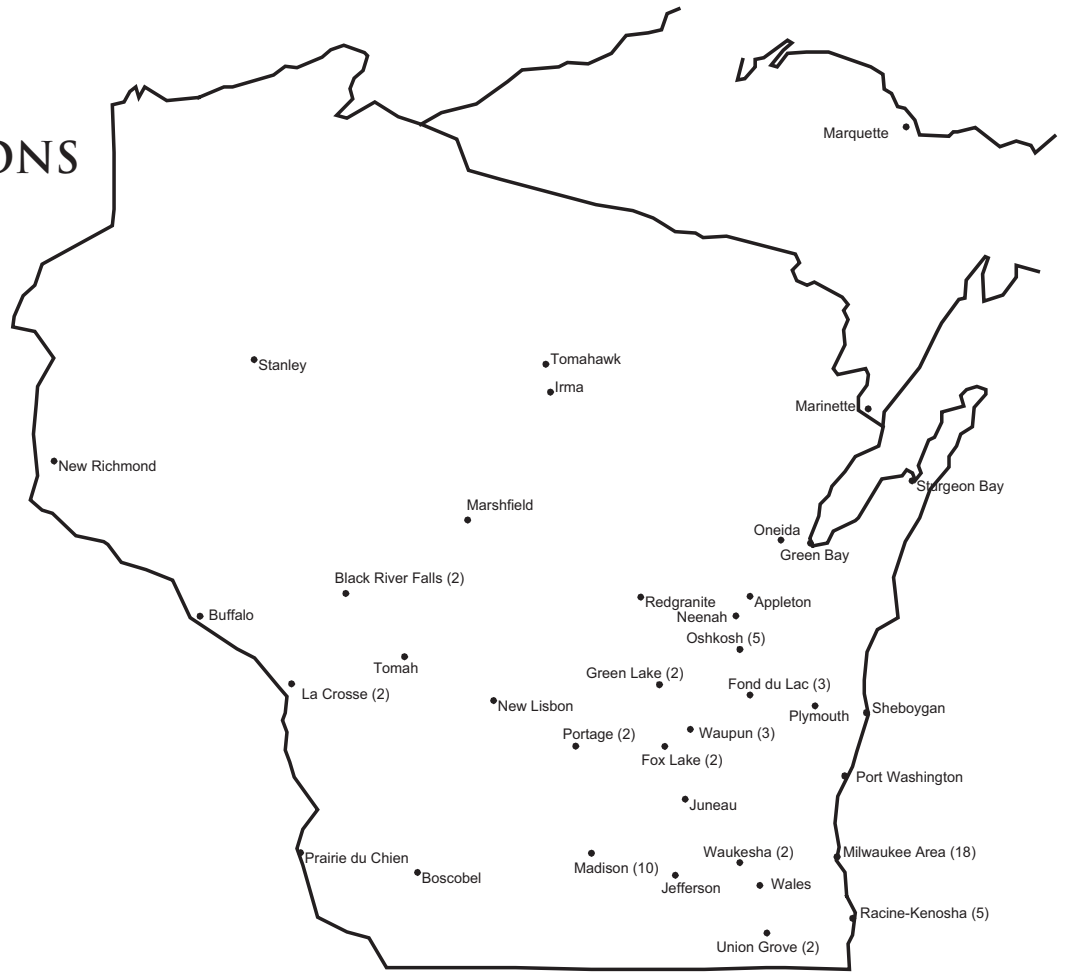 ONS
Marquette
Stanley
Tomahawk
Irma
Marinette
New Richmond
Sturgeon Bay
Marshfield
Oneida
Green Bay
Black River Falls (2)
Redgranite
Appleton
Neenah
Buffalo
Oshkosh (5)
Tomah
Green Lake (2)
Fond du Lac (3)
La Crosse (2)
New Lisbon
Plymouth
Sheboygan
Portage (2)
Waupun (3)
Fox Lake (2)
Port Washington
Juneau
Prairie du Chien
Waukesha (2)
Milwaukee Area (18)
Madison (10)
Boscobel
Jefferson
Wales
Racine-Kenosha (5)
Union Grove (2)